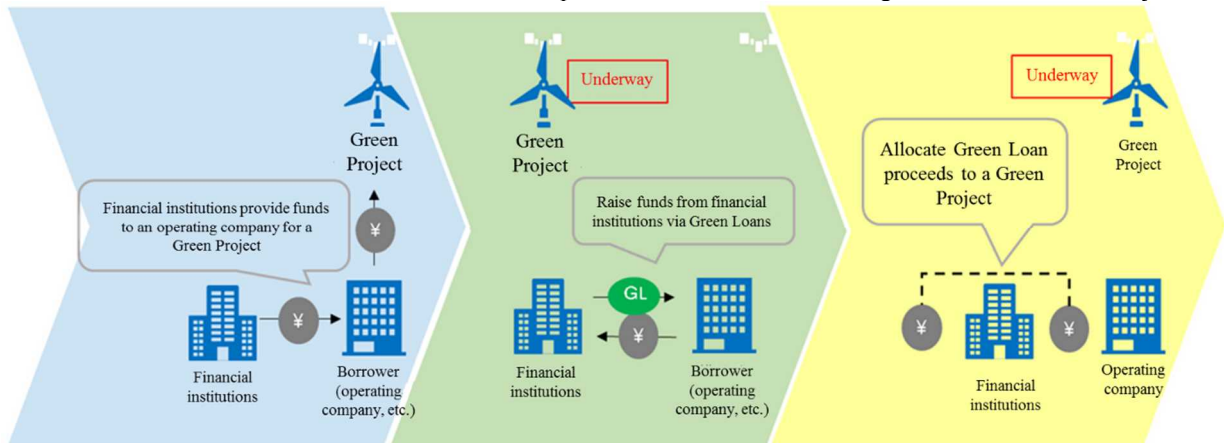 Green
Project
Financial institutions provide funds
to an operating company for a
Green Project
¥
¥
Financial
institutions
Borrower
(operating
company, etc.)
Underway
Green
Project
Raise funds from financial
institutions via Green Loans
GL
¥
Financial
institutions
Borrower
(operating
company, etc.)
Underway
Green
Project
Allocate Green Loan
proceeds to a Green
Project
¥
¥
Financial
institutions
Operating
company